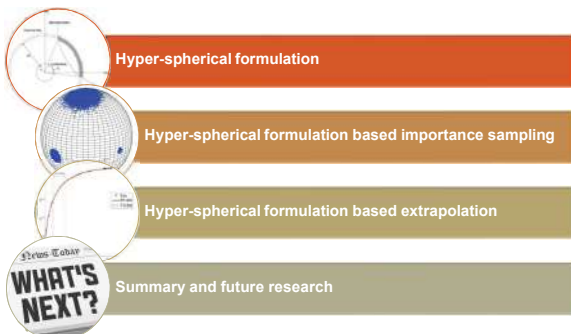 Hyper-spherical formulation
Hyper-spherical formulation based importance sampling
Hyper-spherical formulation based extrapolation
News Today
WHAT'S
NEXT?
Summary and future research